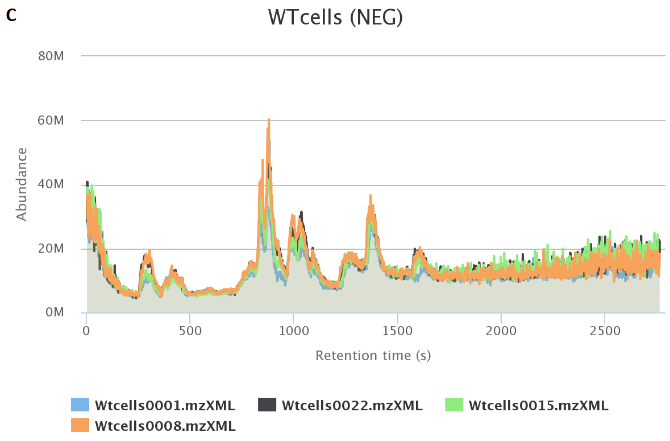 C
WTcells (NEG)
80M
60M
40M
20M
0M
Abundance
0 500 1000 1500 2000 2500
Retention time (s)
Wtcells0001.mzXML Wtcells0022.mzXML Wtcells0015.mzXML
Wtcells0008.mzXML